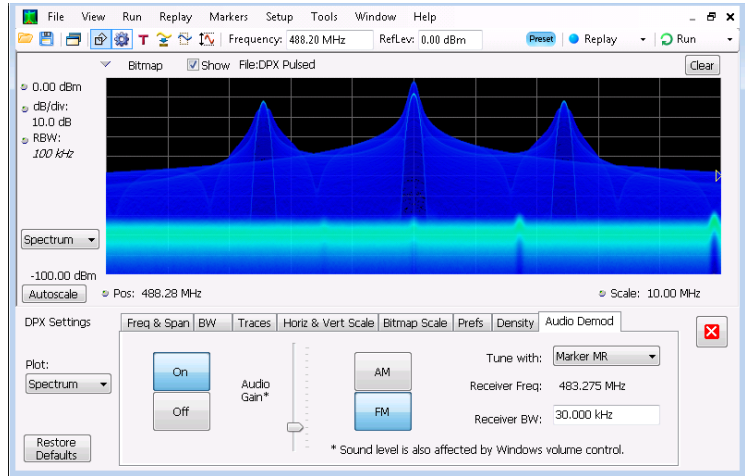 File View Run Replay Markers Setup Tools Window Help
T Frequency: 488.20 MHz RefLev: 0.00 dBm Preset Replay Run
Bitmap Show File:DPX Pulsed Clear
0.00 dBm
dB/div:
10.0 dB
RBW:
100 kHz
Spectrum
-100.00 dBm
Autoscale Pos: 488.28 MHz Scale: 10.00 MHz
DPX Settings Freq & Span BW Traces Horiz & Vert Scale Bitmap Scale Prefs Density Audio Demod
Plot:
Spectrum
Restore
Defaults
On
Off
Audio
Gain*
AM
FM
Tune with: Marker MR
Receiver Freq: 483.275 MHz
Receiver BW: 30.000 kHz
* Sound level is also affected by Windows volume control.